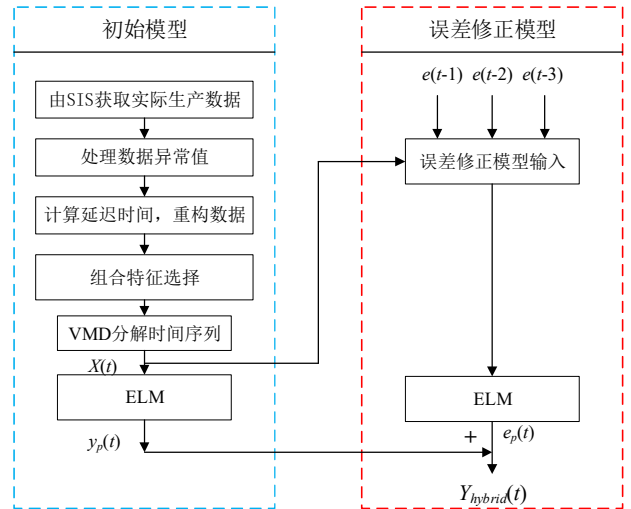 初始模型
由SIS获取实际生产数据
处理数据异常值
计算延迟时间，重构数据
组合特征选择
VMD分解时间序列
X(t)
ELM
y_p(t)
误差修正模型
e(t-1) e(t-2) e(t-3)
误差修正模型输入
ELM
+ e_p(t)
Y_hybrid(t)